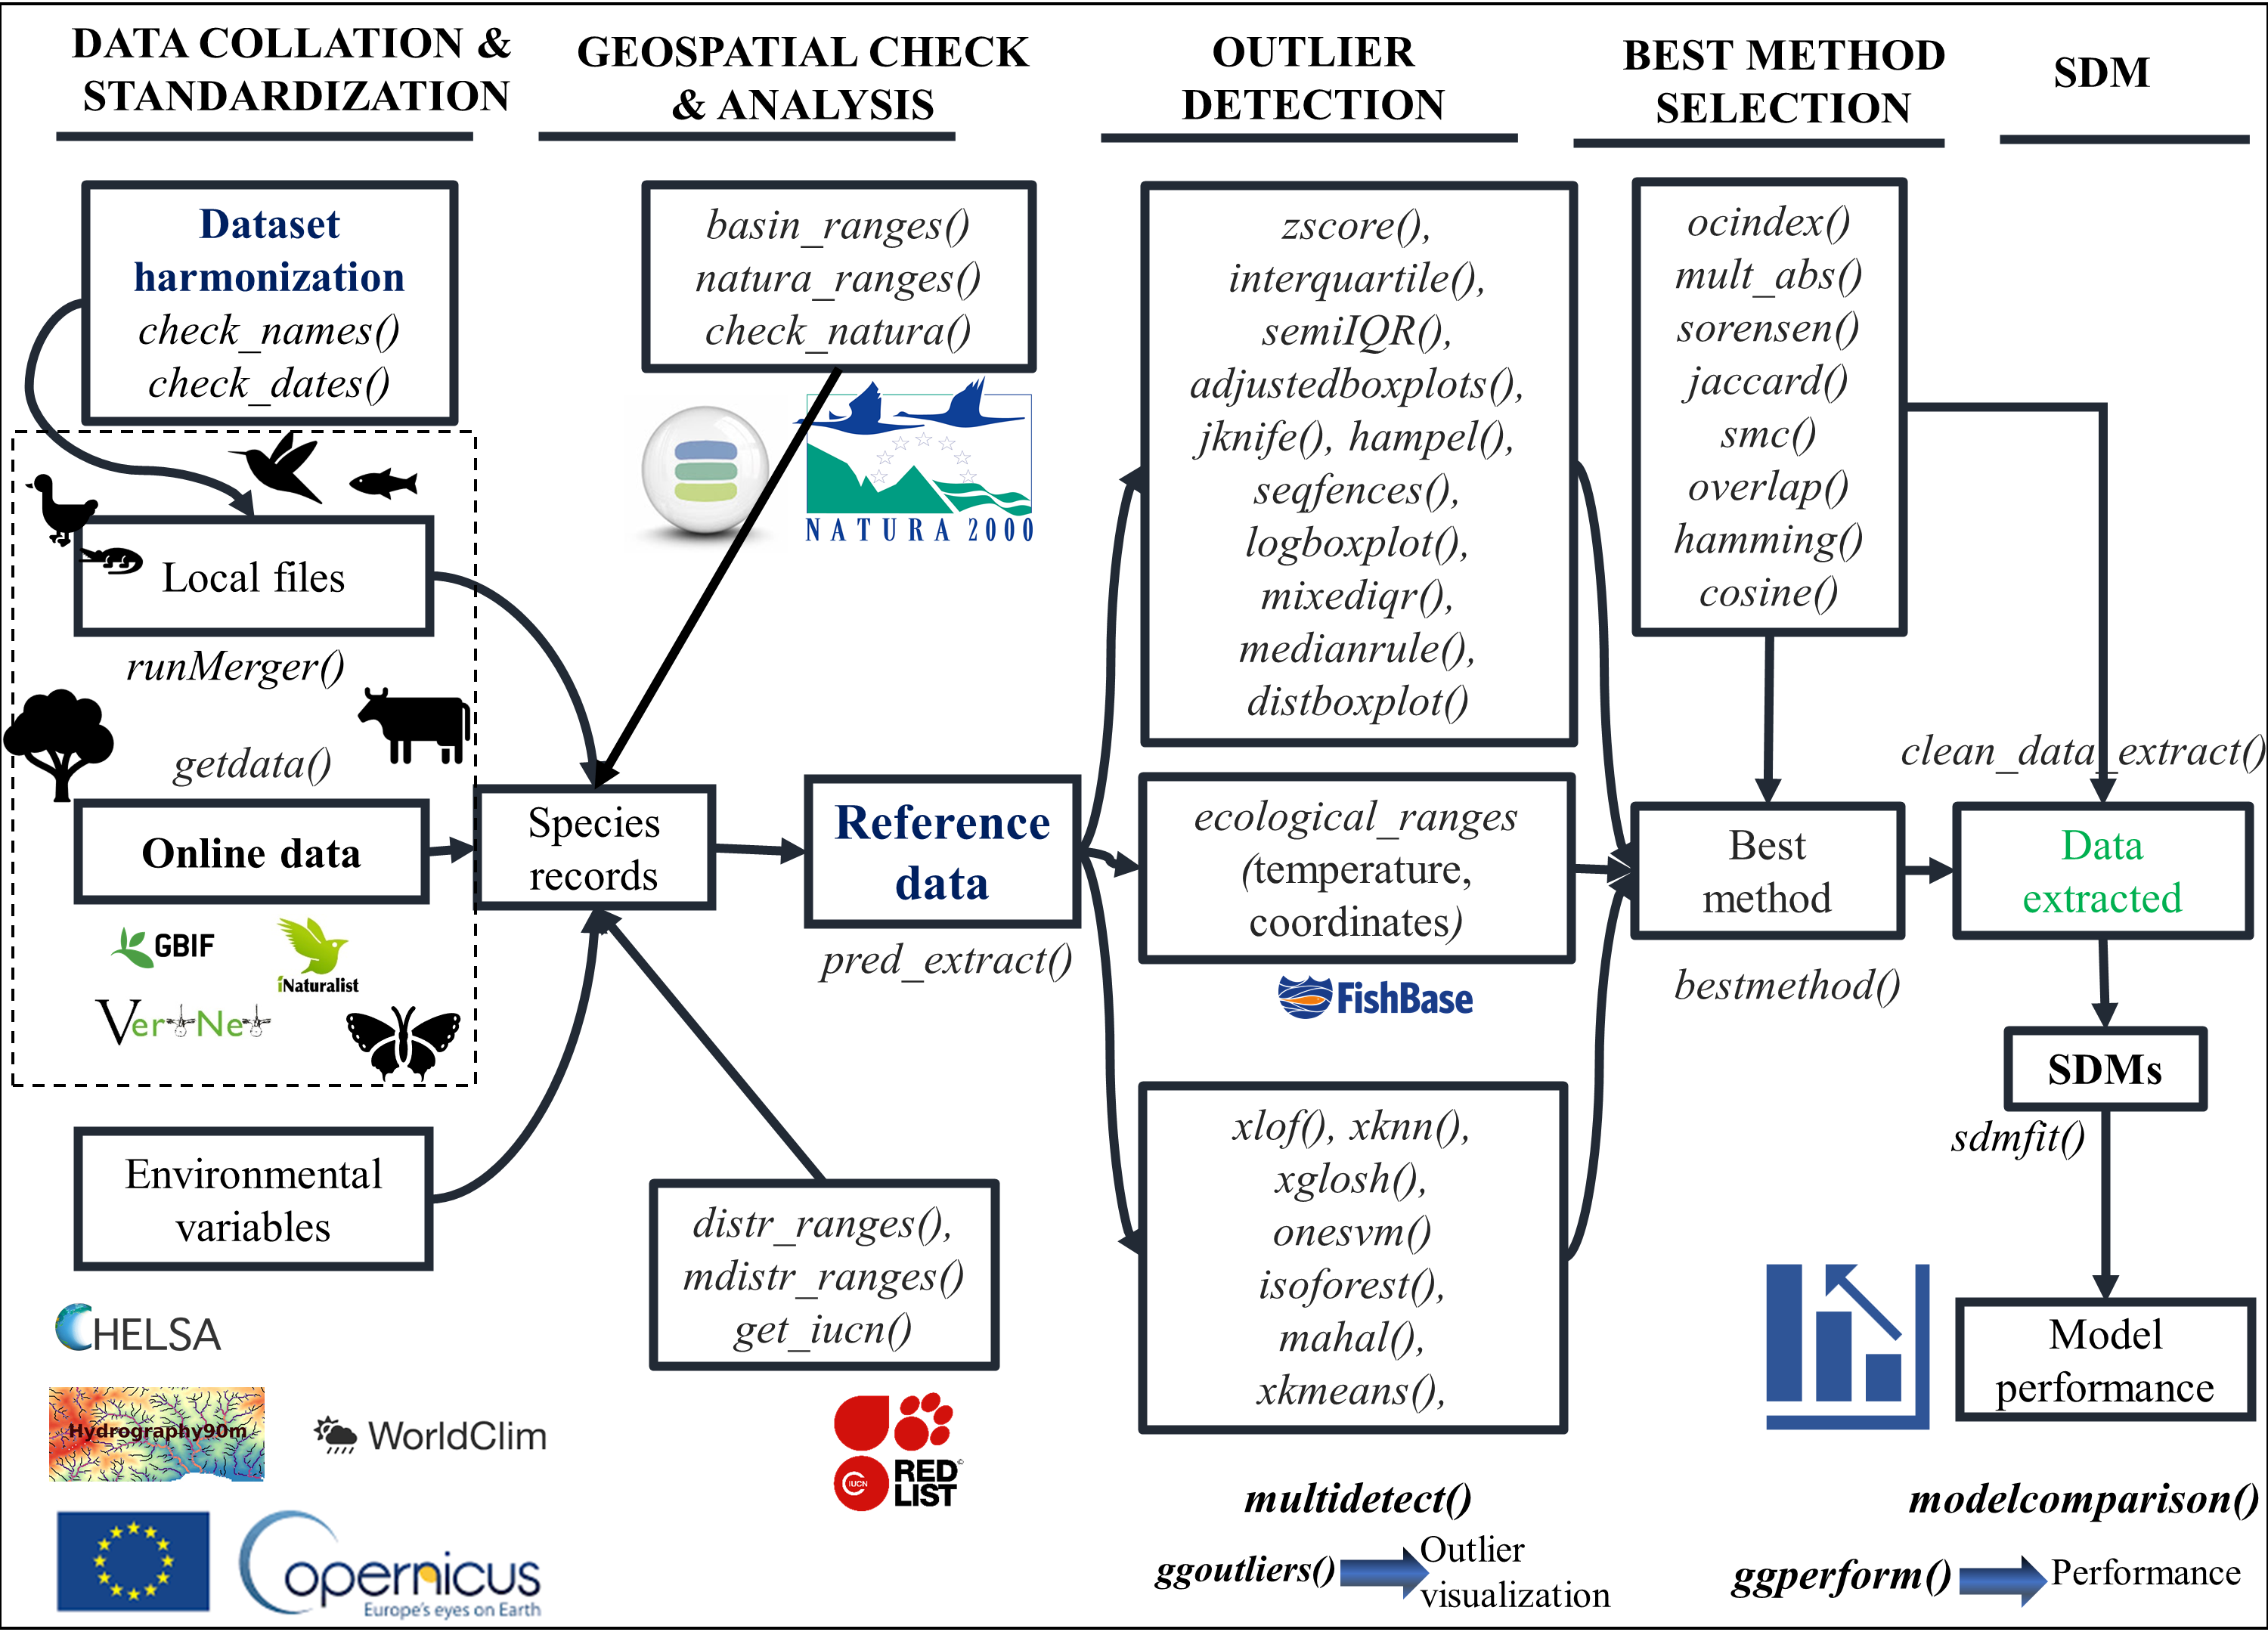 DATA COLLATION &
STANDARDIZATION
GEOSPATIAL CHECK
& ANALYSIS
OUTLIER
DETECTION
BEST METHOD
SELECTION
SDM
Dataset
harmonization
check_names()
check_dates()
Local files
runMerger()
getdata()
Online data
GBIF
iNaturalist
VertNet
Environmental
variables
CHELSA
Hydrography90m
WorldClim
Copernicus
Europe's eyes on Earth
basin_ranges()
natura_ranges()
check_natura()
NATURA 2000
Species
records
Reference
data
pred_extract()
distr_ranges(),
mdistr_ranges()
get_iucn()
IUCN
RED
LIST
zscore(),
interquartile(),
semiIQR(),
adjustedboxplots(),
jknife(), hampel(),
seqfences(),
logboxplot(),
mixediqr(),
medianrule(),
distboxplot()
ecological_ranges
(temperature,
coordinates)
FishBase
xlof(), xknn(),
xglosh(),
onesvm()
isoforest(),
mahal(),
xkmeans(),
multidetect()
ggoutliers()
Outlier
visualization
ocindex()
mult_abs()
sorensen()
jaccard()
smc()
overlap()
hamming()
cosine()
Best
method
bestmethod()
clean_data_extract()
Data
extracted
SDMs
sdmfit()
Model
performance
modelcomparison()
ggperform()
Performance